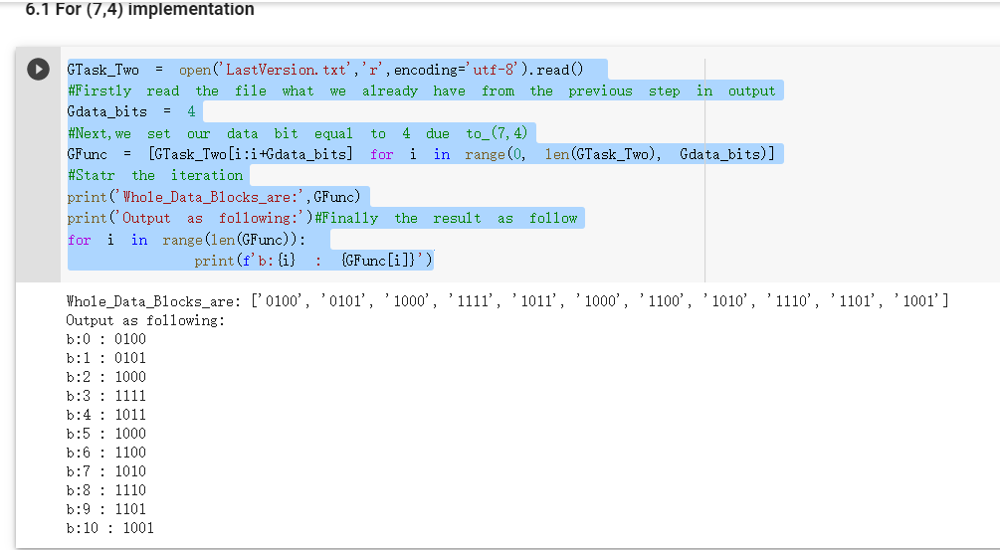 6.1 For (7,4) implementation
GTask_Two = open('LastVersion.txt','r',encoding='utf-8').read()
#Firstly read the file what we already have from the previous step in output
Gdata_bits = 4
#Next,we set our data bit equal to 4 due to_(7,4)
GFunc = [GTask_Two[i:i+Gdata_bits] for i in range(0, len(GTask_Two), Gdata_bits)]
#Statr the iteration
print('Whole_Data_Blocks_are:',GFunc)
print('Output as following:')#Finally the result as follow
for i in range(len(GFunc)):
print(f'b:{i} : {GFunc[i]}')
Whole_Data_Blocks_are: ['0100', '0101', '1000', '1111', '1011', '1000', '1100', '1010', '1110', '1101', '1001']
Output as following:
b:0 : 0100
b:1 : 0101
b:2 : 1000
b:3 : 1111
b:4 : 1011
b:5 : 1000
b:6 : 1100
b:7 : 1010
b:8 : 1110
b:9 : 1101
b:10 : 1001